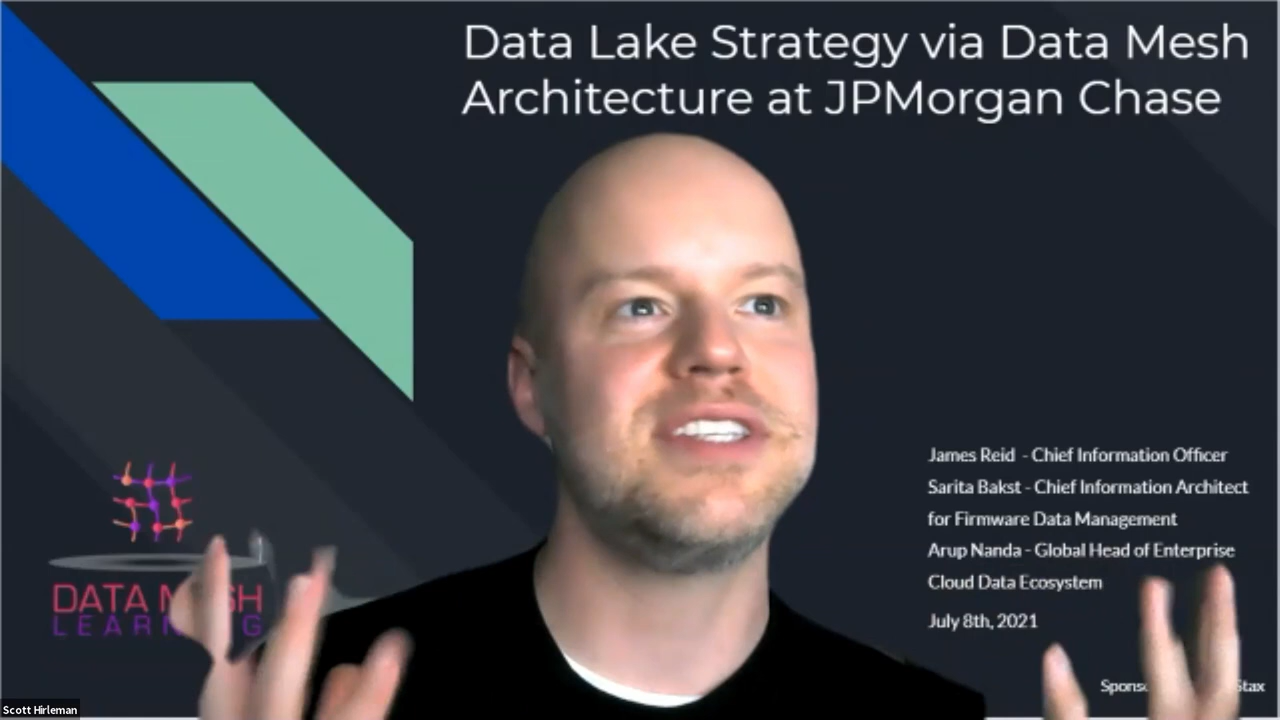 Data Lake Strategy via Data Mesh
Architecture at JPMorgan Chase
James Reid - Chief Information Officer
Sarita Bakst - Chief Information Architect
for Firmware Data Management
Arup Nanda - Global Head of Enterprise
Cloud Data Ecosystem
July 8th, 2021
DATA
Scott Hirleman